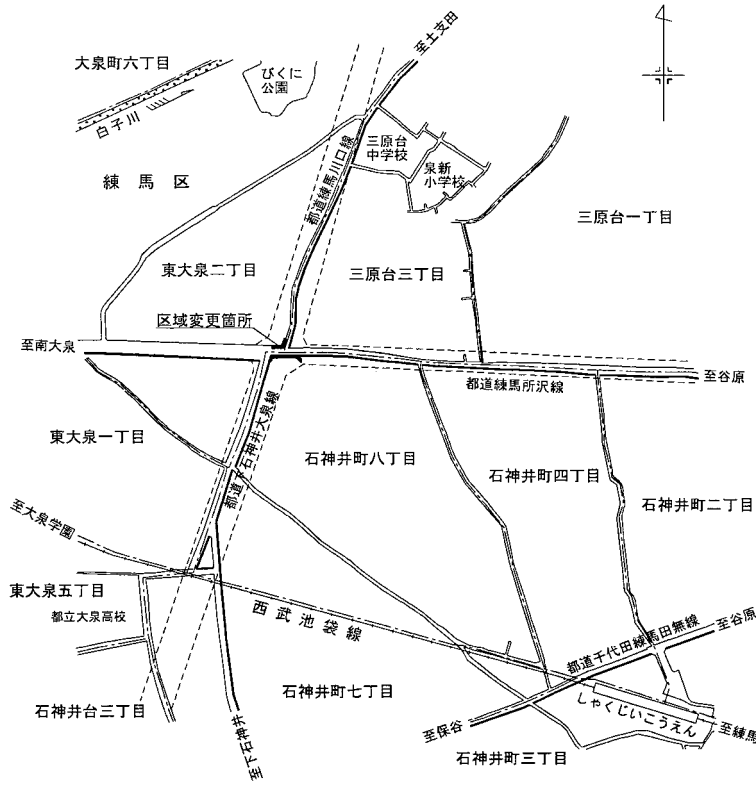 至土支田
大泉町六丁目
びくに
公園
白子川
三原台
中学校
都道練馬川口線
泉新
小学校
練馬区
三原台一丁目
東大泉二丁目
三原台三丁目
区域変更箇所
至南大泉
至谷原
都道練馬所沢線
東大泉一丁目
都道下石神井大泉線
石神井町八丁目
石神井町四丁目
石神井町二丁目
至大泉学園
東大泉五丁目
都立大泉高校
西武池袋線
都道千代田練馬田無線
至谷原
石神井町七丁目
石神井台三丁目
しゃくじいこうえん
至保谷
至練馬
至下石神井
石神井町三丁目